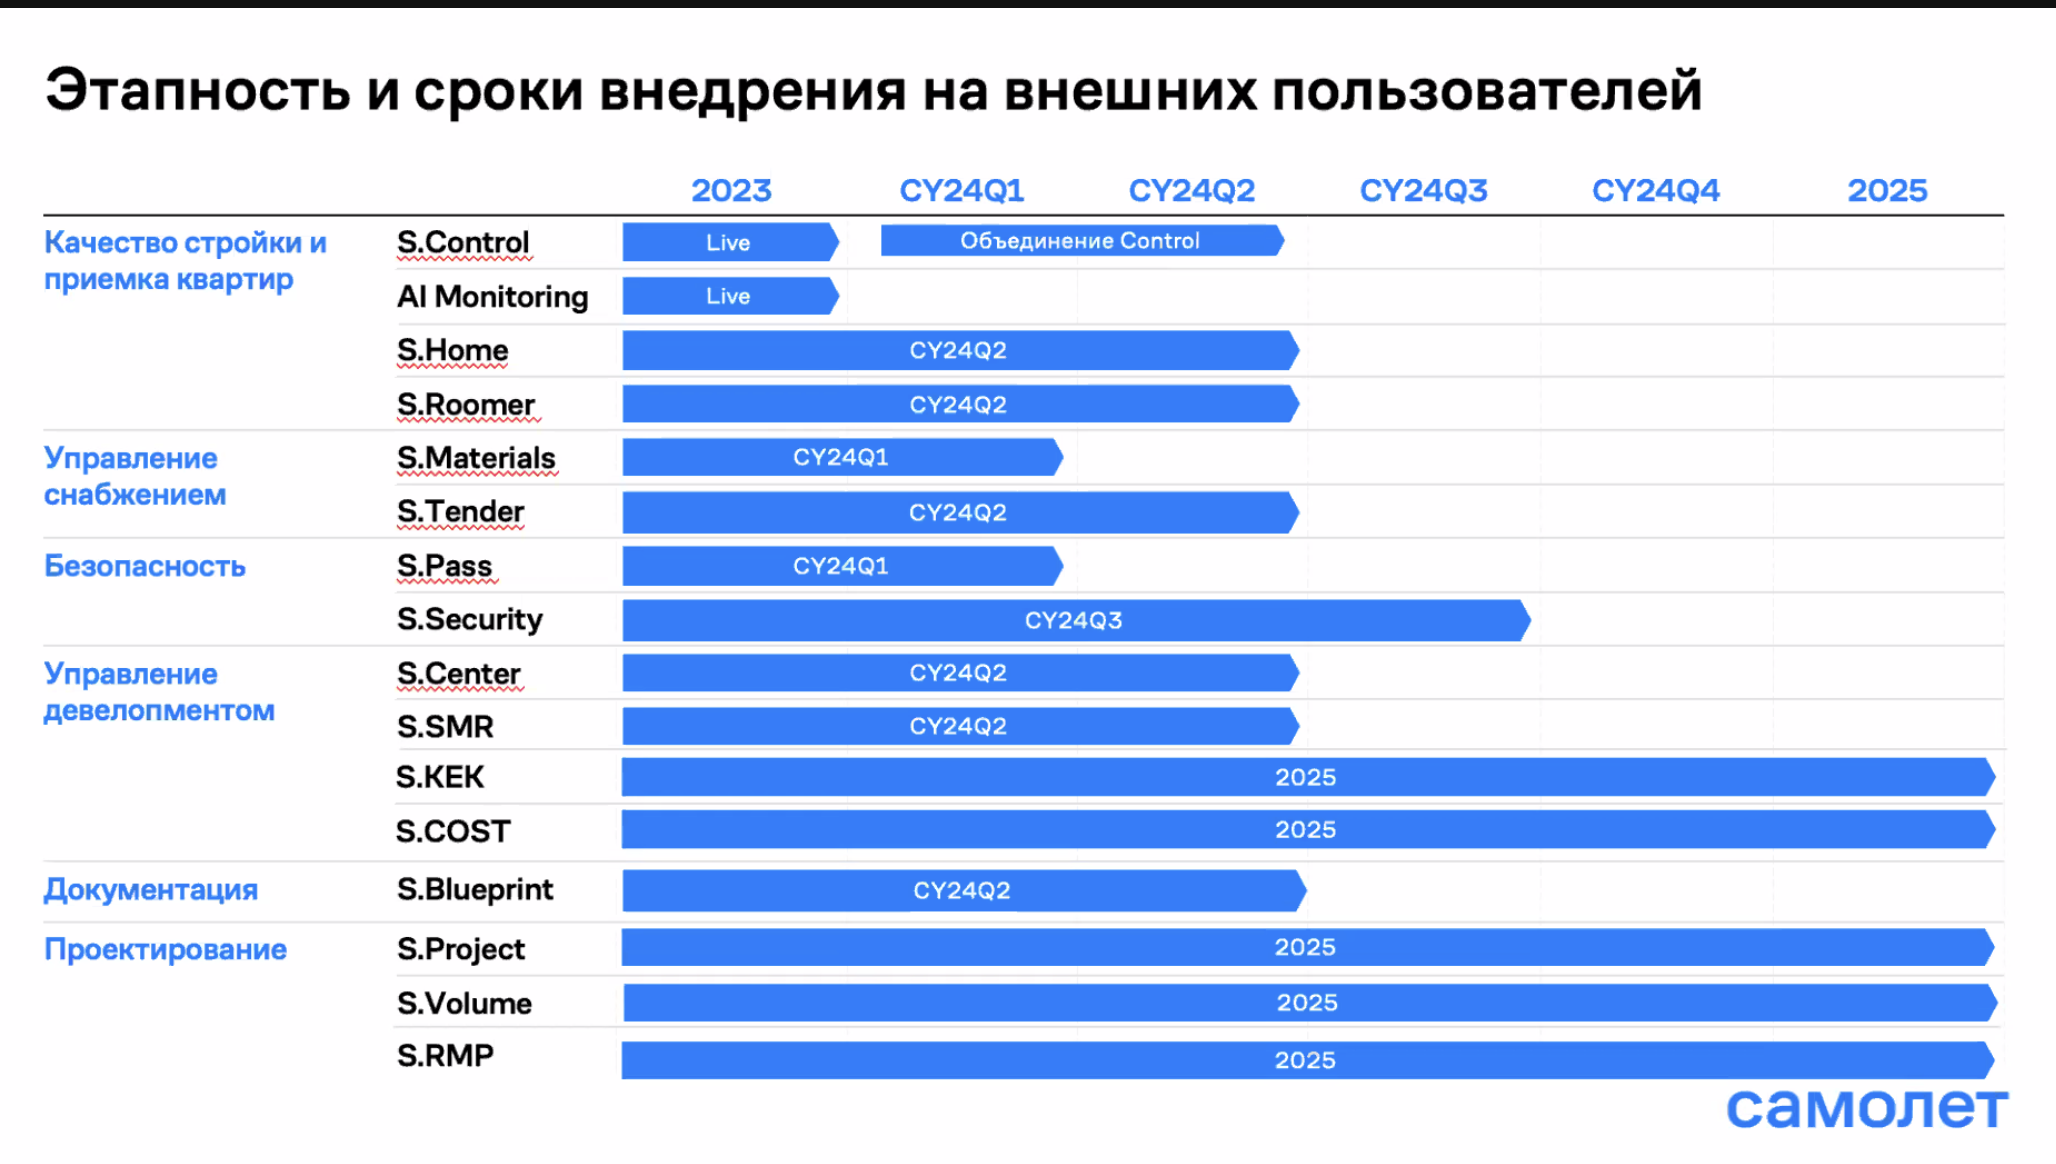 Этапность и сроки внедрения на внешних пользователей
2023 CY24Q1 CY24Q2 CY24Q3 CY24Q4 2025
Качество стройки и
приемка квартир
S.Control Live Объединение Control
AI Monitoring Live
S.Home CY24Q2
S.Roomer CY24Q2
Управление
снабжением
S.Materials CY24Q1
S.Tender CY24Q2
Безопасность
S.Pass CY24Q1
S.Security CY24Q3
Управление
девелопментом
S.Center CY24Q2
S.SMR CY24Q2
S.KEK 2025
S.COST 2025
Документация
S.Blueprint CY24Q2
Проектирование
S.Project 2025
S.Volume 2025
S.RMP 2025
самолет